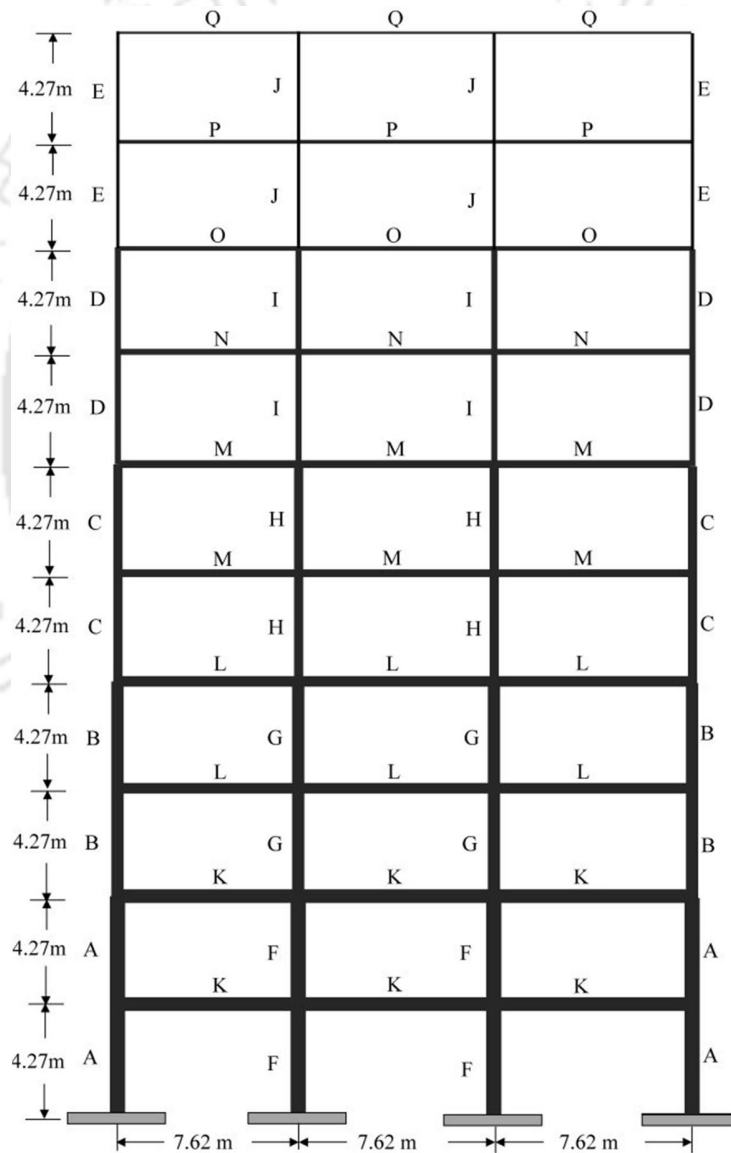 Q Q Q
4.27m E J J E
P P P
4.27m E J J E
O O O
4.27m D I I D
N N N
4.27m D I I D
M M M
4.27m C H H C
M M M
4.27m C H H C
L L L
4.27m B G G B
L L L
4.27m B G G B
K K K
4.27m A F F A
K K K
4.27m A F F A
7.62 m 7.62 m 7.62 m